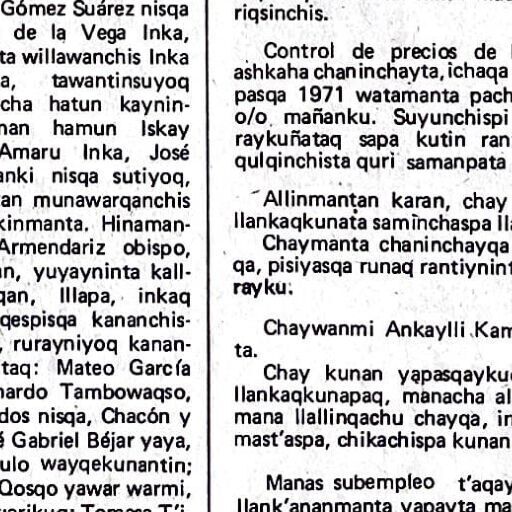 Gómez Suárez nisqa
de la Vega Inka,
ta willawanchis Inka
a, tawantinsuyoq
cha hatun kaynin-
nan hamun Iskay
Amaru Inka, José
anki nisqa sutiyoq,
an munawarqanchis
kinmanta. Hinaman-
Armendariz obispo,
an, yuyayninta kall-
qan, Illapa, inkaq
qespisqa kananchis-
, rurayniyoq kanan-
taq: Mateo García
nardo Tambowaqso,
dos nisqa, Chacón y
é Gabriel Béjar yaya,
ulo wayqekunantin;
Qosqo yawar warmi,
riqsinchis.
Control de precios de
ashkaha chaninchayta, ichaqa
pasqa 1971 watamanta pach
o/o mañanku. Suyunchispi
raykuñataq sapa kutin ran
qulqinchista quri samanpata
Allinmantan karan, chay
llankaqkunata saminchaspa lla
Chaymanta chaninchayqa
qa, pisiyasqa runaq rantiynint
rayku.
Chaywanmi Ankaylli Kam
ta.
Chay kunan yapasqayku
llankaqkunapaq, manacha al
mana llallinqachu chayqa, in
mast'aspa, chikachispa kunan
Manas subempleo t'aqay
llank'ananmanta yapayta ma